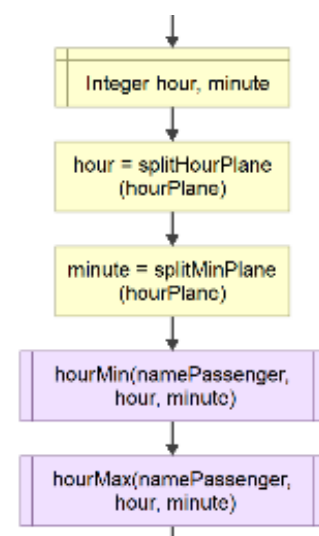 Integer hour, minute
hour = splitHourPlane
(hourPlane)
minute = splitMinPlane
(hourPlane)
hourMin(namePassenger,
hour, minute)
hourMax(namePassenger,
hour, minute)